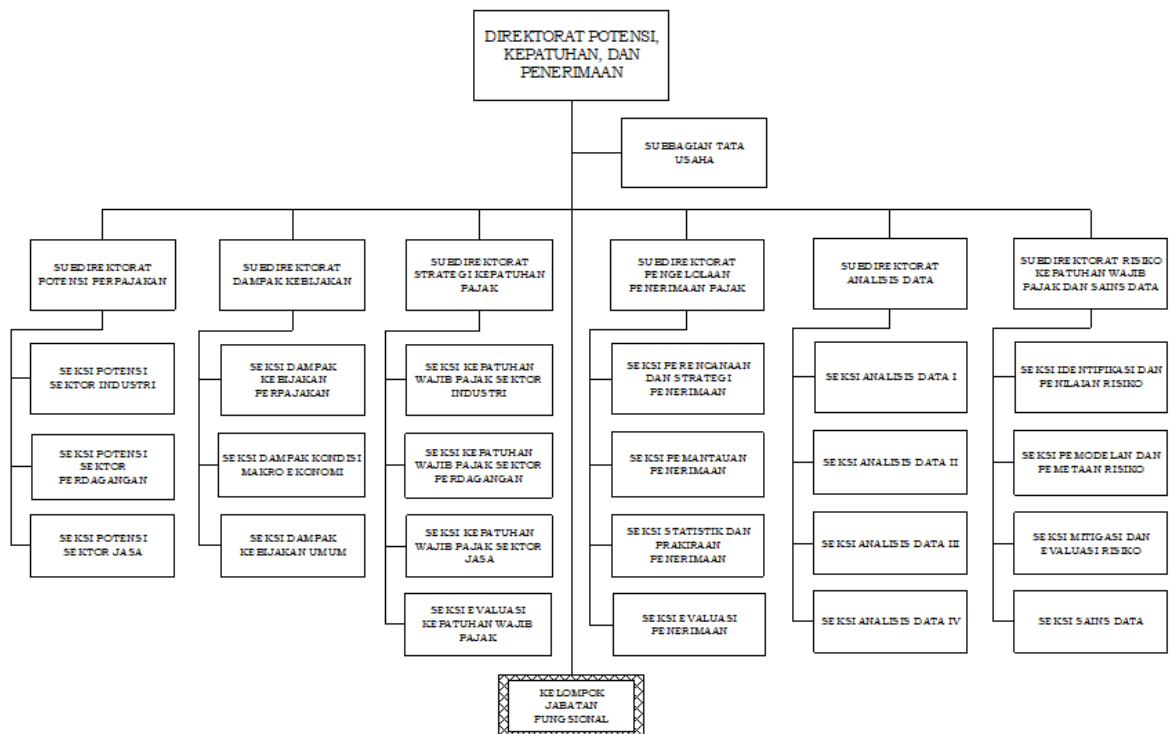 DIREKTORAT POTENSI,
KEPATUHAN, DAN
PENERIMAAN
SUBBAGIAN TATA
USAHA
SUBDIREKTORAT
POTENSI PERPAJAKAN
SUBDIREKTORAT
DAMPAK KEBIJAKAN
SUBDIREKTORAT
STRATEGI KEPATUHAN
PAJAK
SUBDIREKTORAT
PENGELOLAAN
PENERIMAAN PAJAK
SUBDIREKTORAT
ANALISIS DATA
SUBDIREKTORAT RISIKO
KEPATUHAN WAJIB
PAJAK DAN SAINS DATA
SEKSI POTENSI
SEKTOR INDUSTRI
SEKSI DAMPAK
KEBIJAKAN
PERPAJAKAN
SEKSI KEPATUHAN
WAJIB PAJAK SEKTOR
INDUSTRI
SEKSI PERENCANAAN
DAN STRATEGI
PENERIMAAN
SEKSI ANALISIS DATA I
SEKSI IDENTIFIKASI DAN
PENILAIAN RISIKO
SEKSI POTENSI
SEKTOR
PERDAGANGAN
SEKSI DAMPAK KONDISI
MAKRO EKONOMI
SEKSI KEPATUHAN
WAJIB PAJAK SEKTOR
PERDAGANGAN
SEKSI PEMANTAUAN
PENERIMAAN
SEKSI ANALISIS DATA II
SEKSI PEMODELAN DAN
PEMETAAN RISIKO
SEKSI POTENSI
SEKTOR JASA
SEKSI DAMPAK
KEBIJAKAN UMUM
SEKSI KEPATUHAN
WAJIB PAJAK SEKTOR
JASA
SEKSI STATISTIK DAN
PRAKIRAAN
PENERIMAAN
SEKSI ANALISIS DATA III
SEKSI MITIGASI DAN
EVALUASI RISIKO
SEKSI EVALUASI
KEPATUHAN WAJIB
PAJAK
SEKSI EVALUASI
PENERIMAAN
SEKSI ANALISIS DATA IV
SEKSI SAINS DATA
KELOMPOK
JABATAN
FUNGSIONAL